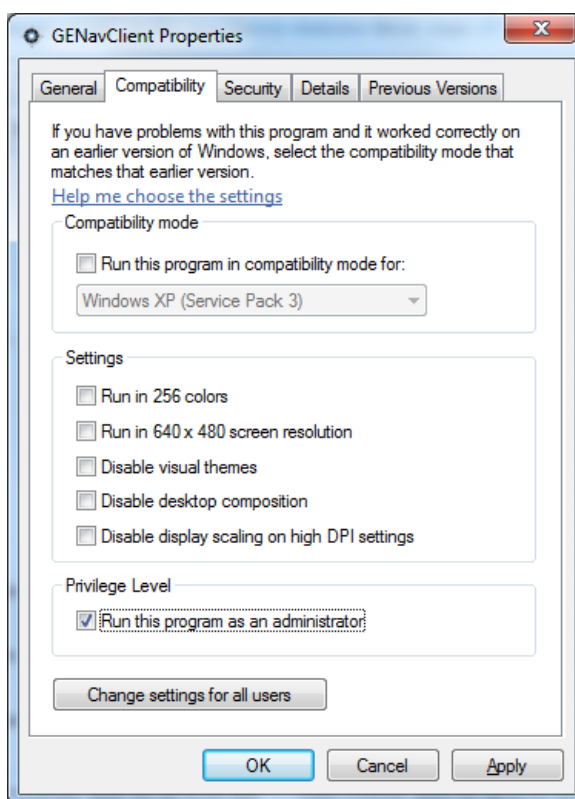 GENavClient Properties
General Compatibility Security Details Previous Versions
If you have problems with this program and it worked correctly on
an earlier version of Windows, select the compatibility mode that
matches that earlier version.
Help me choose the settings
Compatibility mode
Run this program in compatibility mode for:
Windows XP (Service Pack 3)
Settings
Run in 256 colors
Run in 640 x 480 screen resolution
Disable visual themes
Disable desktop composition
Disable display scaling on high DPI settings
Privilege Level
Run this program as an administrator
Change settings for all users
OK Cancel Apply